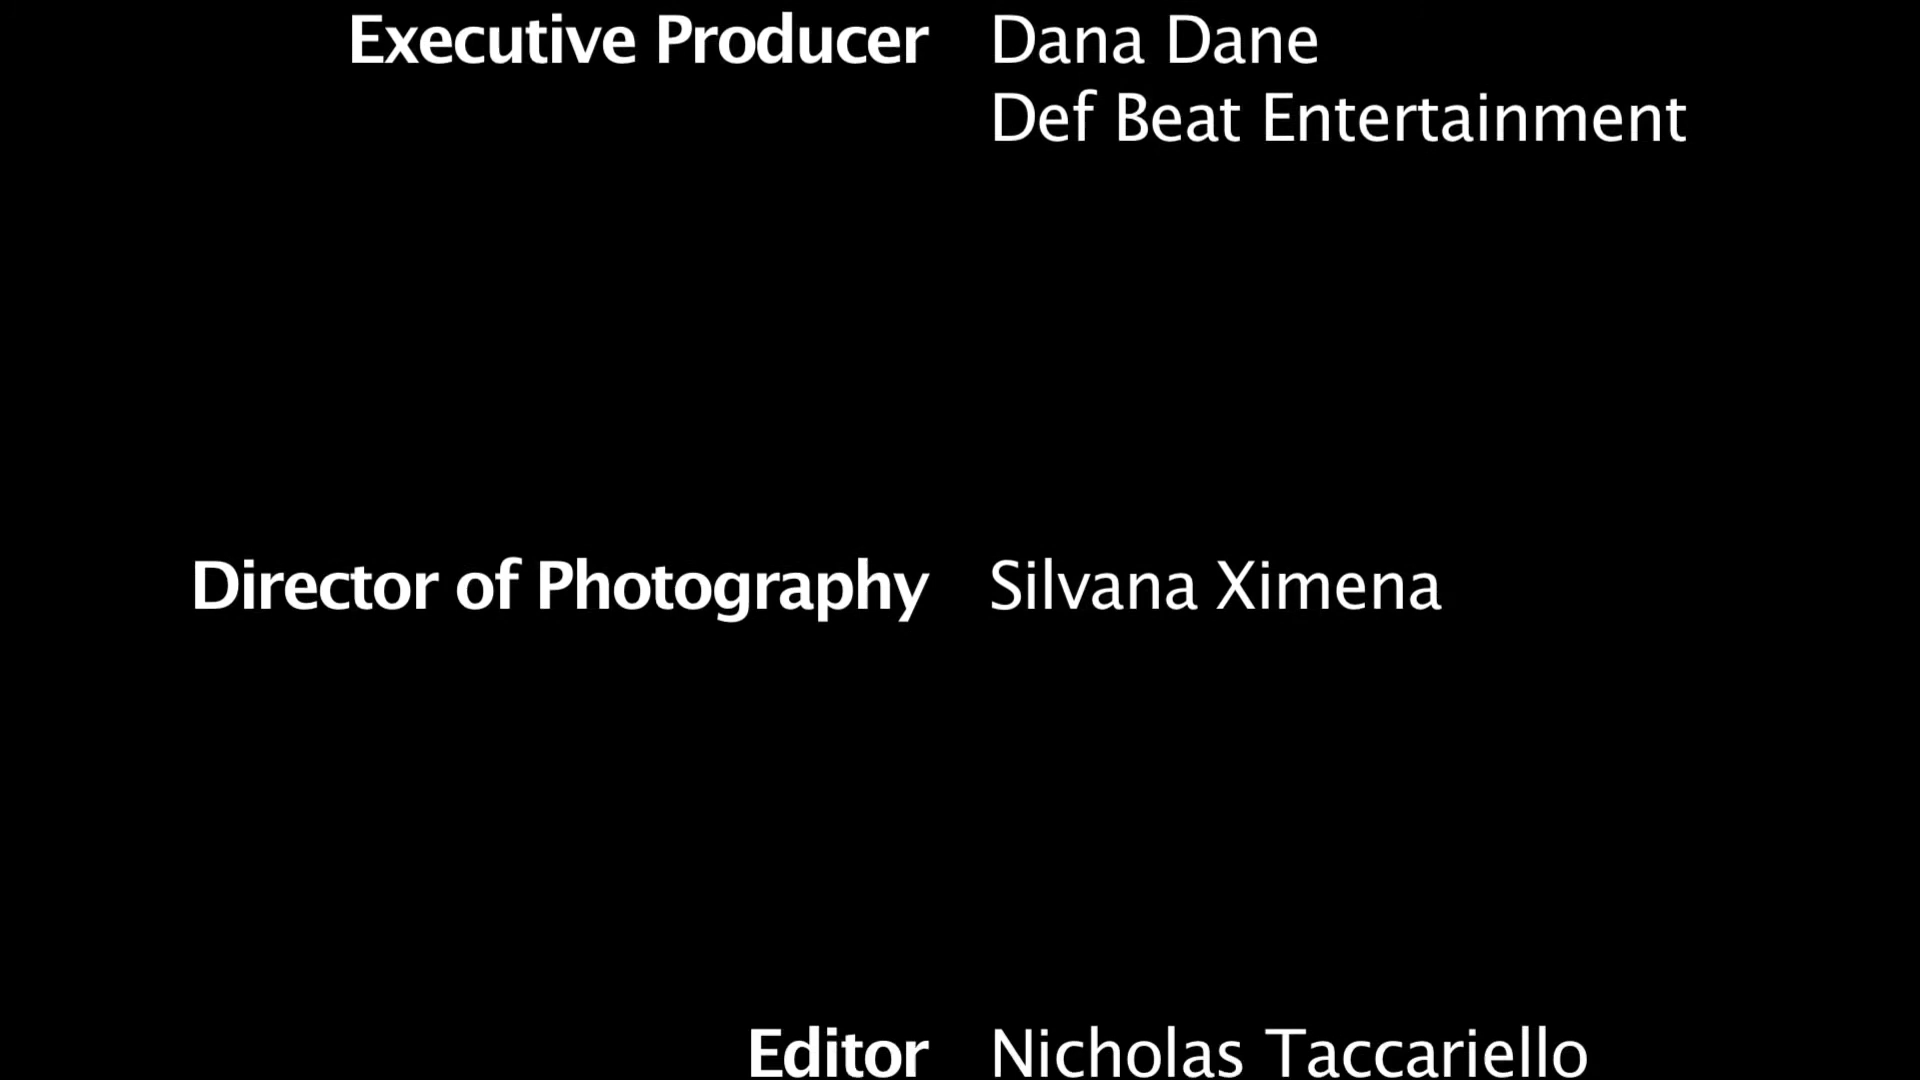 Executive Producer Dana Dane
Def Beat Entertainment
Director of Photography Silvana Ximena
Editor Nicholas Taccariello